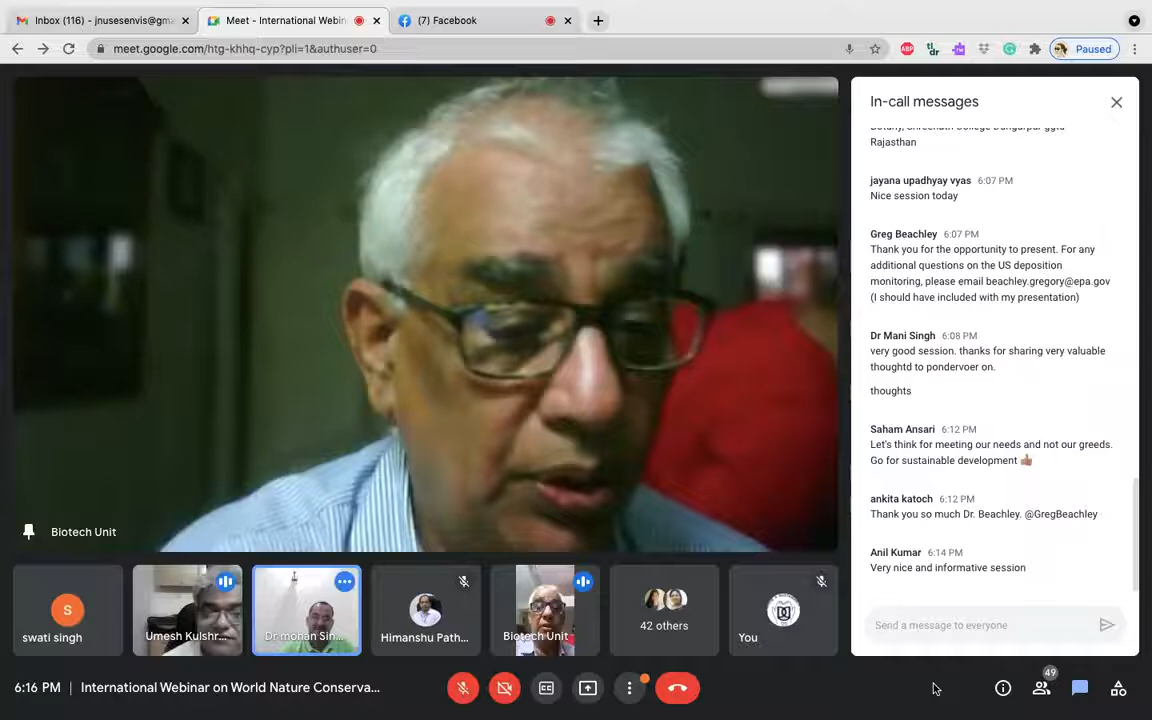 Inbox (116) - jnusesenvis@gma
Meet - International Webin
(7) Facebook
meet.google.com/htg-khhq-cyp?pli=1&authuser=0
ABP
tl;dr
Paused
In-call messages
Rajasthan
jayana upadhyay vyas 6:07 PM
Nice session today
Greg Beachley 6:07 PM
Thank you for the opportunity to present. For any
additional questions on the US deposition
monitoring, please email beachley.gregory@epa.gov
(I should have included with my presentation)
Dr Mani Singh 6:08 PM
very good session. thanks for sharing very valuable
thoughtd to pondervoer on.
thoughts
Saham Ansari 6:12 PM
Let's think for meeting our needs and not our greeds.
Go for sustainable development 👍🏽
ankita katoch 6:12 PM
Thank you so much Dr. Beachley. @GregBeachley
Anil Kumar 6:14 PM
Very nice and informative session
Send a message to everyone
Biotech Unit
S
swati singh
Umesh Kulshr...
Dr mohan Sin...
Himanshu Path...
Biotech Unit
42 others
You
6:16 PM | International Webinar on World Nature Conserva...
CC
49